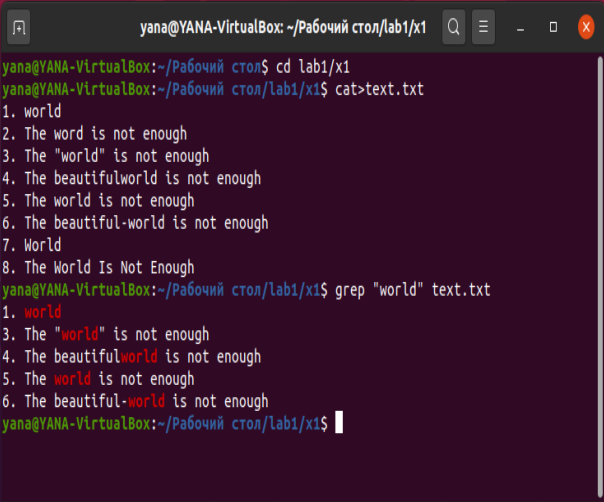 yana@YANA-VirtualBox: ~/Рабочий стол/lab1/x1
yana@YANA-VirtualBox:~/Рабочий стол$ cd lab1/x1
yana@YANA-VirtualBox:~/Рабочий стол/lab1/x1$ cat>text.txt
1. world
2. The word is not enough
3. The "world" is not enough
4. The beautifulworld is not enough
5. The world is not enough
6. The beautiful-world is not enough
7. World
8. The World Is Not Enough
yana@YANA-VirtualBox:~/Рабочий стол/lab1/x1$ grep "world" text.txt
1. world
3. The "world" is not enough
4. The beautifulworld is not enough
5. The world is not enough
6. The beautiful-world is not enough
yana@YANA-VirtualBox:~/Рабочий стол/lab1/x1$